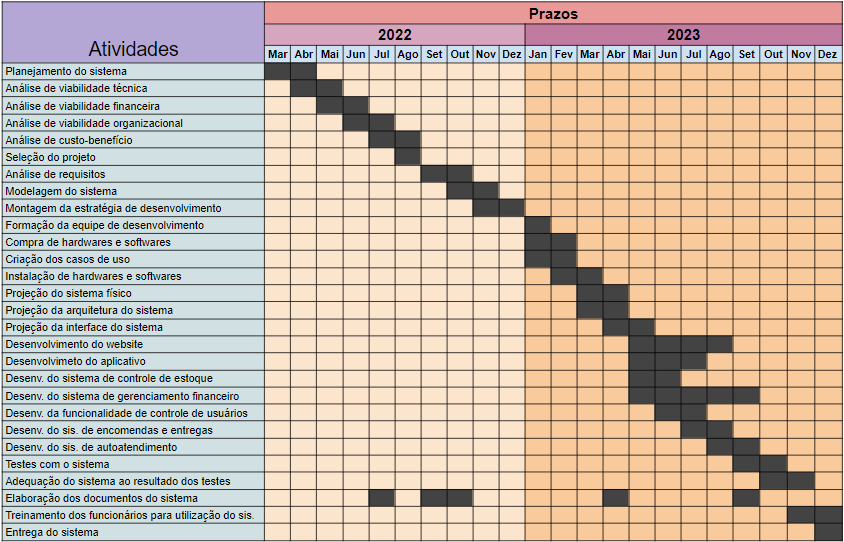 Prazos
Atividades
2022 2023
Mar Abr Mai Jun Jul Ago Set Out Nov Dez Jan Fev Mar Abr Mai Jun Jul Ago Set Out Nov Dez
Planejamento do sistema
Análise de viabilidade técnica
Análise de viabilidade financeira
Análise de viabilidade organizacional
Análise de custo-benefício
Seleção do projeto
Análise de requisitos
Modelagem do sistema
Montagem da estratégia de desenvolvimento
Formação da equipe de desenvolvimento
Compra de hardwares e softwares
Criação dos casos de uso
Instalação de hardwares e softwares
Projeção do sistema físico
Projeção da arquitetura do sistema
Projeção da interface do sistema
Desenvolvimento do website
Desenvolvimeto do aplicativo
Desenv. do sistema de controle de estoque
Desenv. do sistema de gerenciamento financeiro
Desenv. da funcionalidade de controle de usuários
Desenv. do sis. de encomendas e entregas
Desenv. do sis. de autoatendimento
Testes com o sistema
Adequação do sistema ao resultado dos testes
Elaboração dos documentos do sistema
Treinamento dos funcionários para utilização do sis.
Entrega do sistema